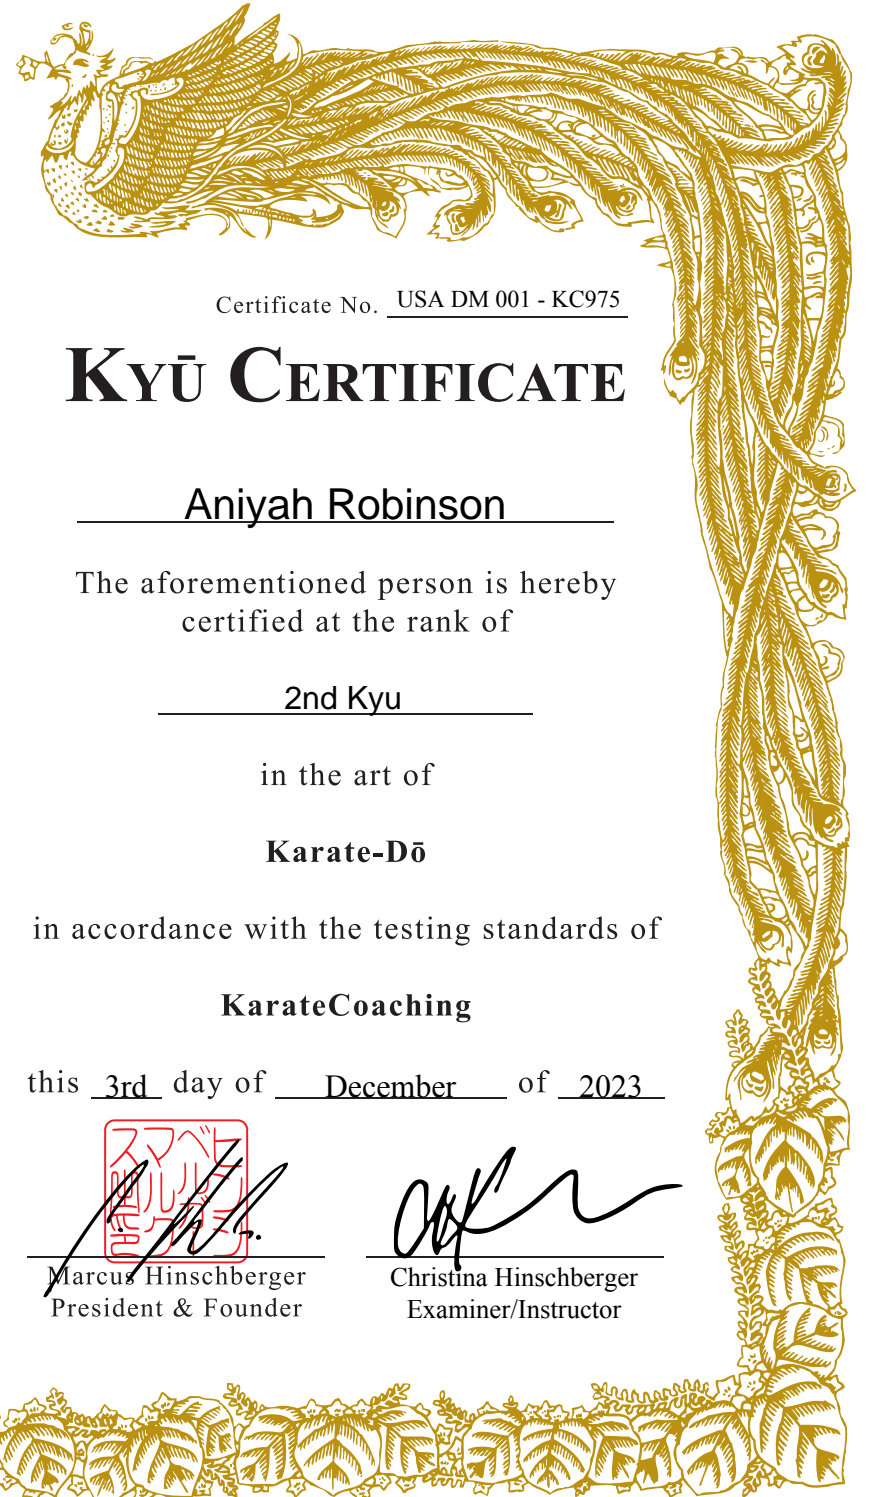 Certificate No. USA DM 001 - KC975
KYŪ CERTIFICATE
Aniyah Robinson
The aforementioned person is hereby
certified at the rank of
2nd Kyu
in the art of
Karate-Dō
in accordance with the testing standards of
KarateCoaching
this 3rd day of December of 2023
Marcus Hinschberger
President & Founder
Christina Hinschberger
Examiner/Instructor